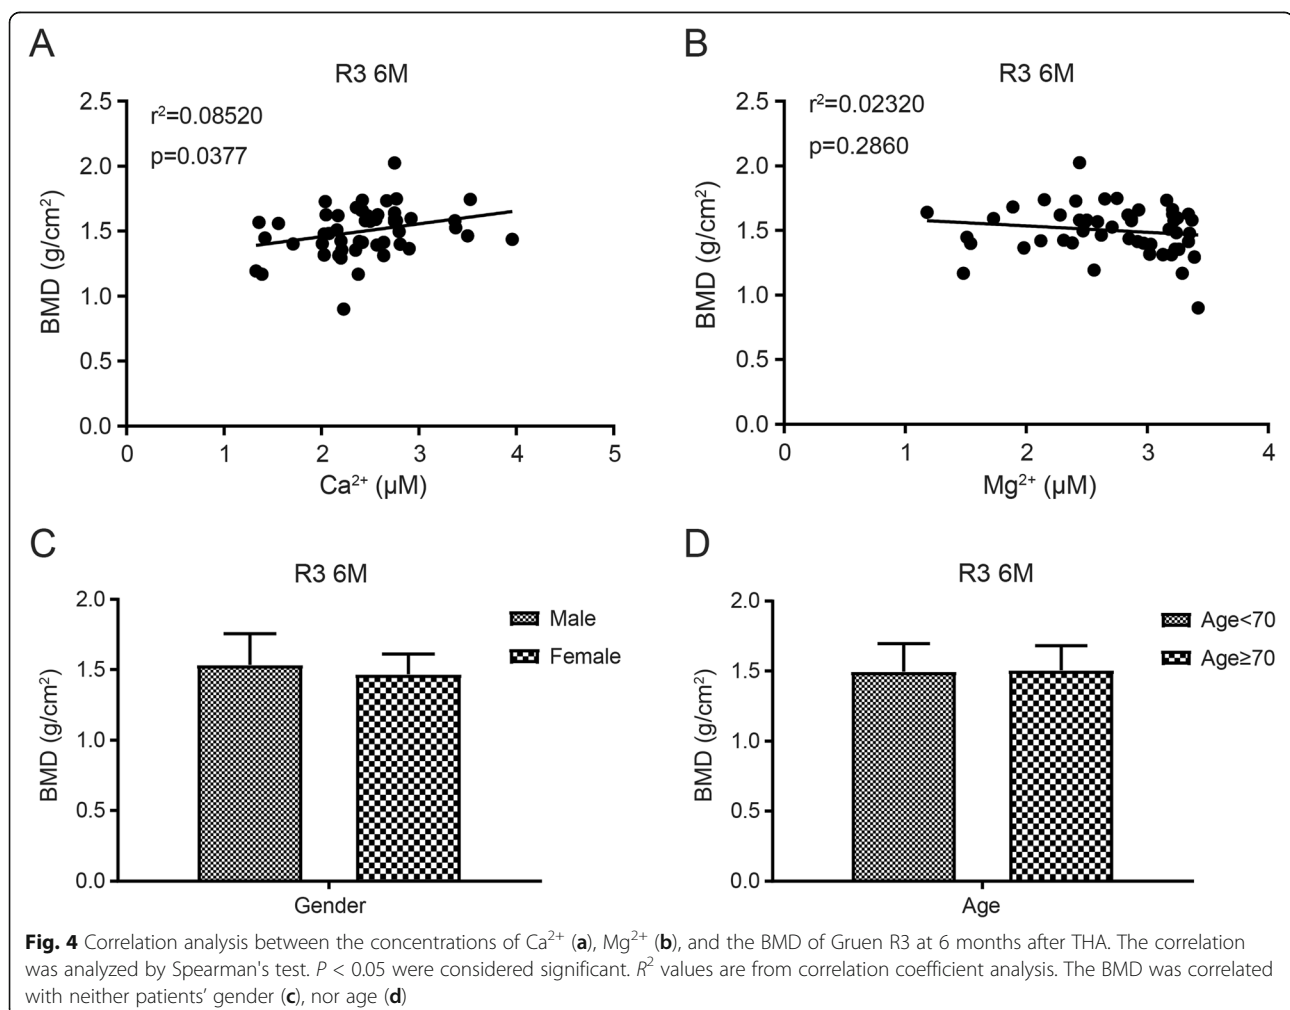 A
R3 6M
r²=0.08520
p=0.0377
2.5
2.0
1.5
1.0
0.5
0.0
BMD (g/cm²)
0 1 2 3 4 5
Ca²⁺ (µM)
B
R3 6M
r²=0.02320
p=0.2860
2.5
2.0
1.5
1.0
0.5
0.0
BMD (g/cm²)
0 1 2 3 4
Mg²⁺ (µM)
C
R3 6M
2.0
1.5
1.0
0.5
0.0
BMD (g/cm²)
Gender
Male
Female
D
R3 6M
2.0
1.5
1.0
0.5
0.0
BMD (g/cm²)
Age
Age<70
Age≥70
Fig. 4 Correlation analysis between the concentrations of Ca²⁺ (a), Mg²⁺ (b), and the BMD of Gruen R3 at 6 months after THA. The correlation
was analyzed by Spearman's test. P < 0.05 were considered significant. R² values are from correlation coefficient analysis. The BMD was correlated
with neither patients’ gender (c), nor age (d)